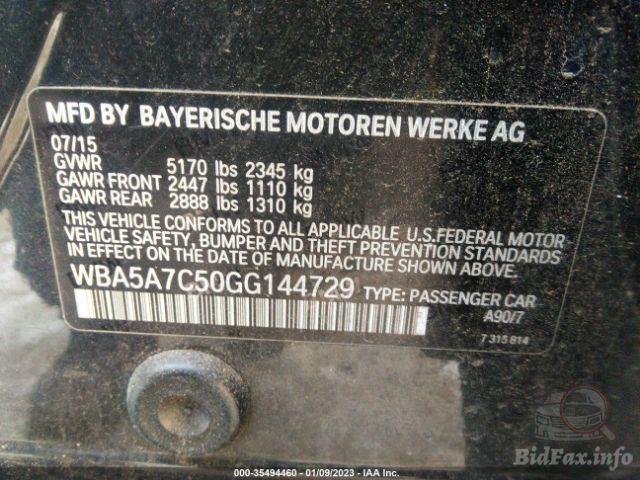 MFD BY BAYERISCHE MOTOREN WERKE AG
07/15
GVWR 5170 lbs 2345 kg
GAWR FRONT 2447 lbs 1110 kg
GAWR REAR 2888 lbs 1310 kg
THIS VEHICLE CONFORMS TO ALL APPLICABLE U.S.FEDERAL MOTOR
VEHICLE SAFETY, BUMPER AND THEFT PREVENTION STANDARDS
IN EFFECT ON THE DATE OF MANUFACTURE SHOWN ABOVE.
WBA5A7C50GG144729 TYPE: PASSENGER CAR
A90/7
7 315 814
BidFax.info
000-35494460 - 01/09/2023 - IAA Inc.